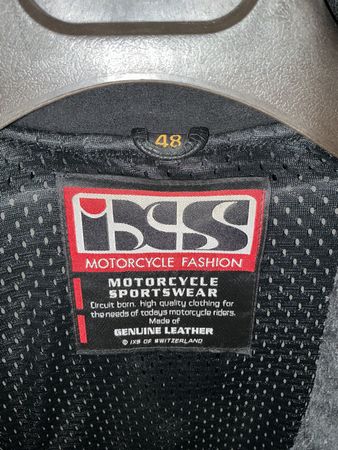 48
iXS
MOTORCYCLE FASHION
MOTORCYCLE
SPORTSWEAR
Circuit born. high quality clothing for
the needs of todays motorcycle riders.
Made of
GENUINE LEATHER
© IXS OF SWITZERLAND